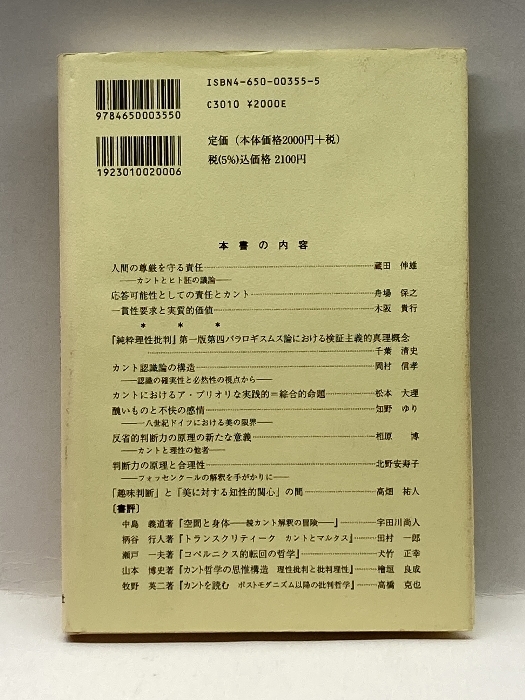 ISBN4-650-00355-5
C3010 ¥2000E
9784650003550
定価（本体価格2000円＋税）
税(5%)込価格 2100円
1923010020006
本書の内容
人間の尊厳を守る責任 蔵田 伸雄
――カントとヒト胚の議論――
応答可能性としての責任とカント 舟場 保之
一貫性要求と実質的価値 木阪 貴行
＊ ＊ ＊
『純粋理性批判』第一版第四パラロギスムス論における検証主義的真理概念
千葉 清史
カント認識論の構造 岡村 信孝
――認識の確実性と必然性の視点から――
カントにおけるア・プリオリな実践的＝綜合的命題 松本 大理
醜いものと不快の感情 知野 ゆり
――一八世紀ドイツにおける美の限界――
反省的判断力の原理の新たな意義 相原 博
――カントと理性の他者――
判断力の原理と合理性 北野安寿子
――フォッセンクールの解釈を手がかりに――
「趣味判断」と「美に対する知性的関心」の間 高畑 祐人
〔書評〕
中島 義道著『空間と身体――続カント解釈の冒険――』 宇田川尚人
柄谷 行人著『トランスクリティーク カントとマルクス』 田村 一郎
瀬戸 一夫著『コペルニクス的転回の哲学』 犬竹 正幸
山本 博史著『カント哲学の思惟構造 理性批判と批判理性』 檜垣 良成
牧野 英二著『カントを読む ポストモダニズム以降の批判哲学』 高橋 克也